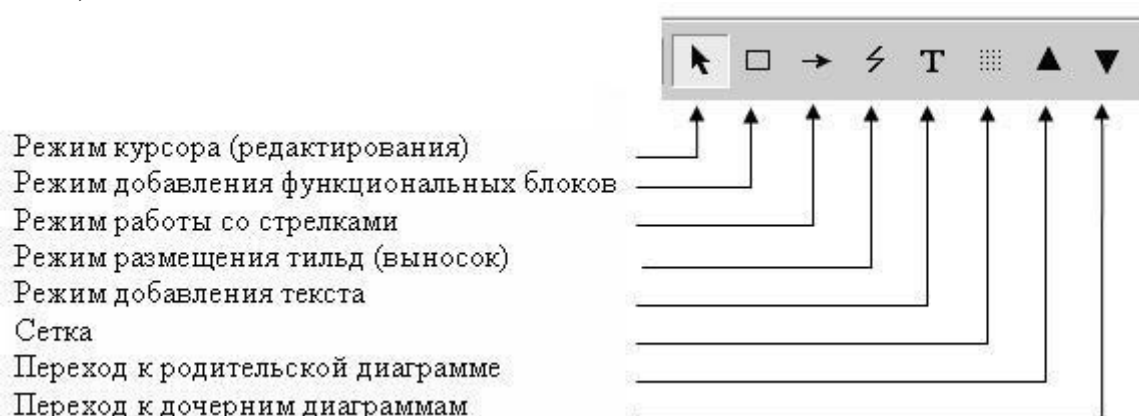 T
Режим курсора (редактирования)
Режим добавления функциональных блоков
Режим работы со стрелками
Режим размещения тильд (выносок)
Режим добавления текста
Сетка
Переход к родительской диаграмме
Переход к дочерним диаграммам